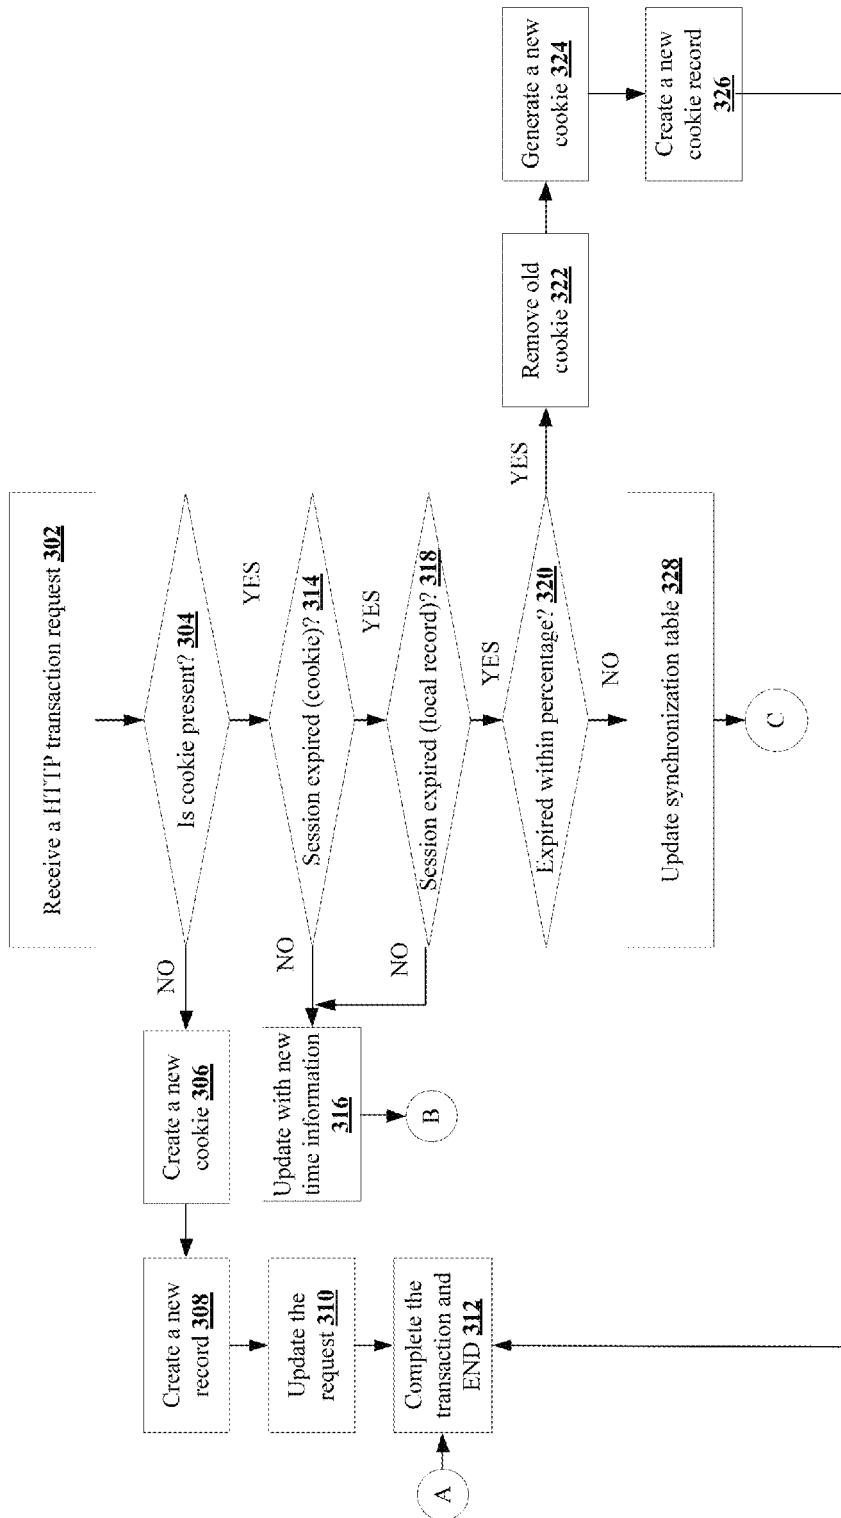 Receive a HTTP transaction request 302
Is cookie present? 304
NO
YES
Create a new
cookie 306
Create a new
record 308
Update the
request 310
Complete the
transaction and
END 312
A
Session expired (cookie)? 314
NO
YES
Update with new
time information
316
B
Session expired (local record)? 318
NO
YES
Expired within percentage? 320
YES
NO
Remove old
cookie 322
Generate a new
cookie 324
Create a new
cookie record
326
Update synchronization table 328
C